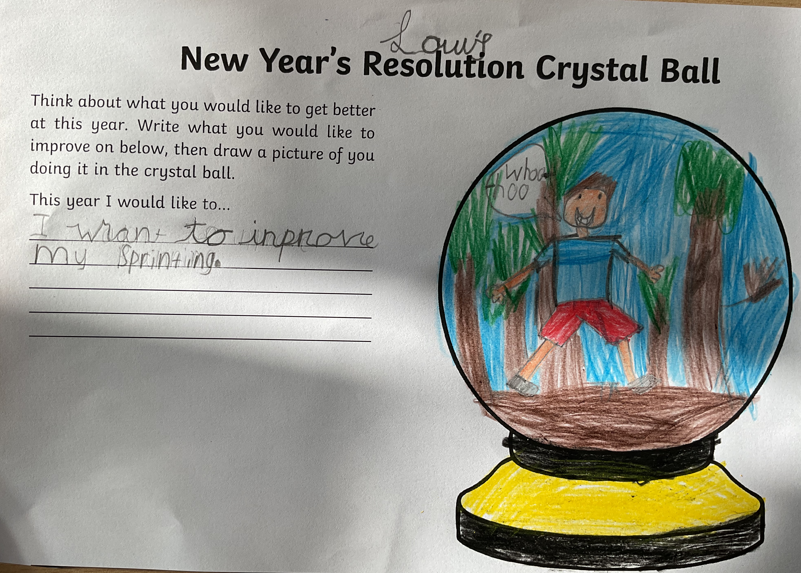 Louis
New Year's Resolution Crystal Ball
Think about what you would like to get better
at this year. Write what you would like to
improve on below, then draw a picture of you
doing it in the crystal ball.
This year I would like to...
I wrant to inprove
my sprinting.
whoo
hoo